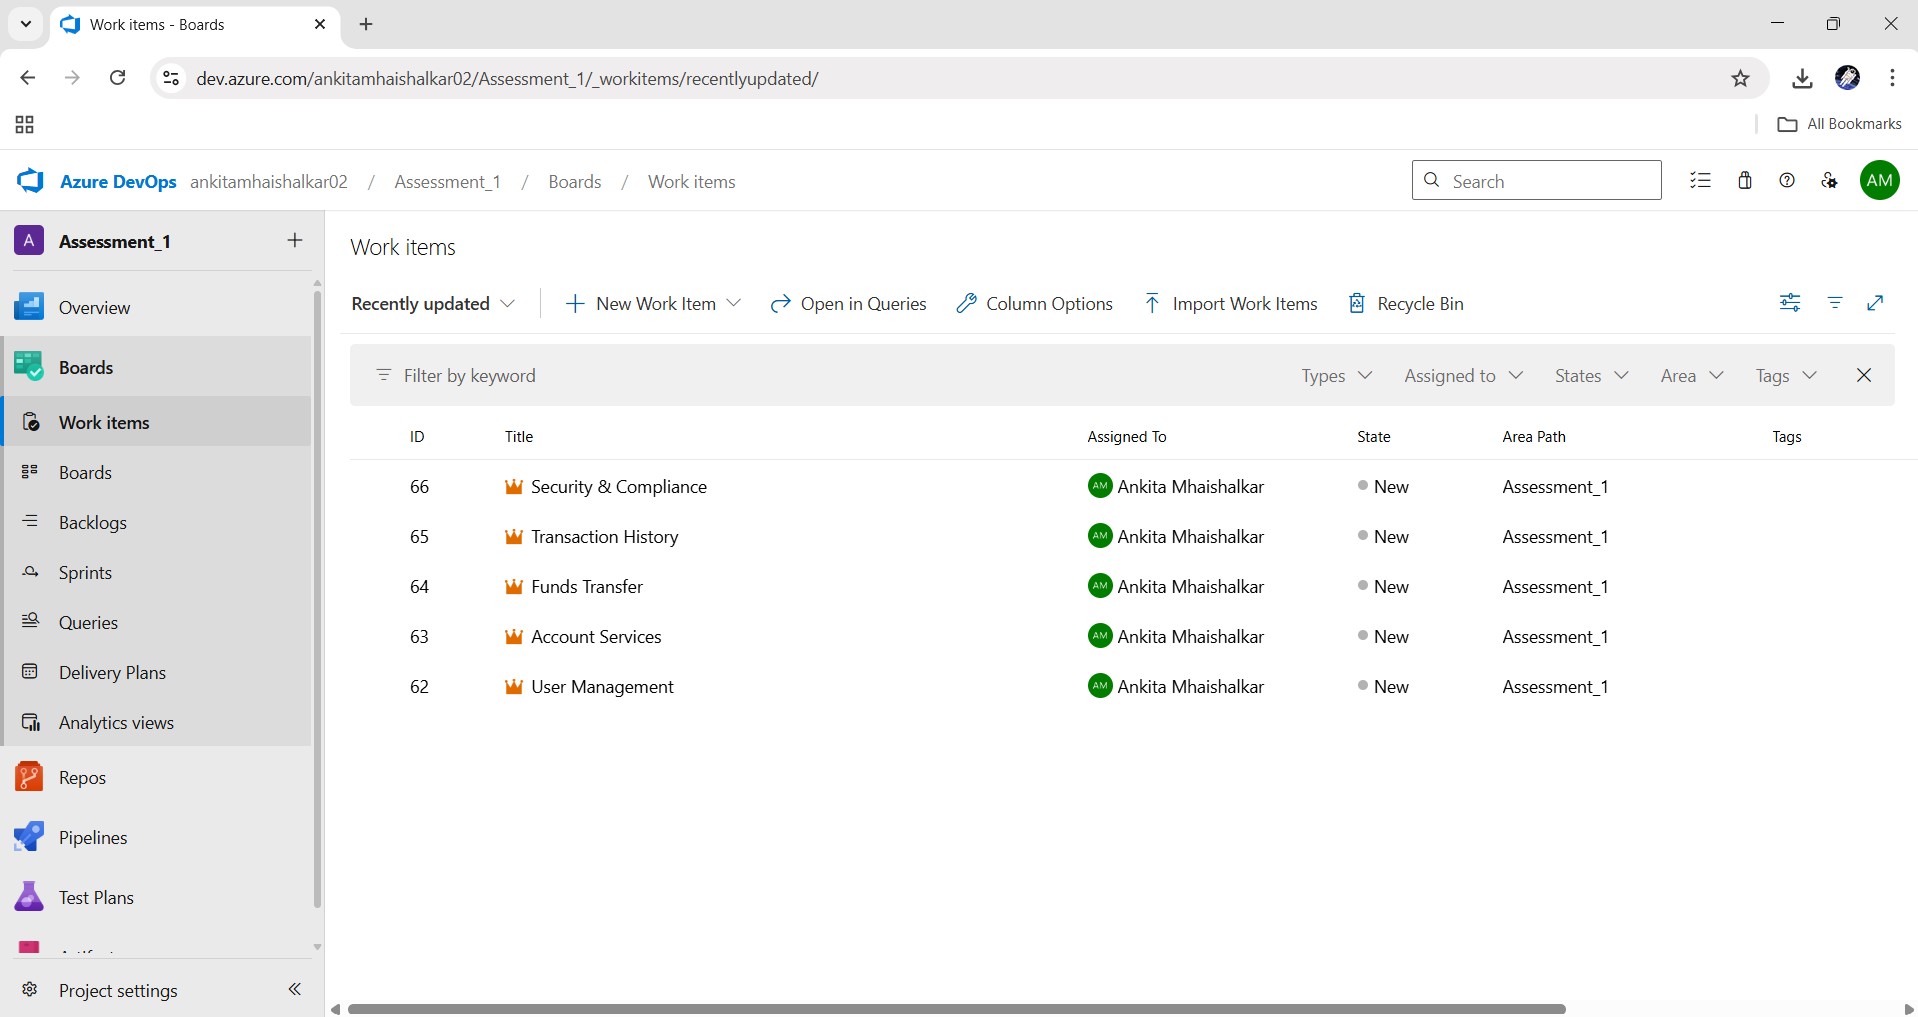 Work items - Boards
dev.azure.com/ankitamhaishalkar02/Assessment_1/_workitems/recentlyupdated/
All Bookmarks
Azure DevOps ankitamhaishalkar02 / Assessment_1 / Boards / Work items
Search
AM
A Assessment_1
Overview
Boards
Work items
Boards
Backlogs
Sprints
Queries
Delivery Plans
Analytics views
Repos
Pipelines
Test Plans
Project settings
Work items
Recently updated New Work Item Open in Queries Column Options Import Work Items Recycle Bin
Filter by keyword Types Assigned to States Area Tags
ID Title Assigned To State Area Path Tags
66 Security & Compliance AM Ankita Mhaishalkar New Assessment_1
65 Transaction History AM Ankita Mhaishalkar New Assessment_1
64 Funds Transfer AM Ankita Mhaishalkar New Assessment_1
63 Account Services AM Ankita Mhaishalkar New Assessment_1
62 User Management AM Ankita Mhaishalkar New Assessment_1